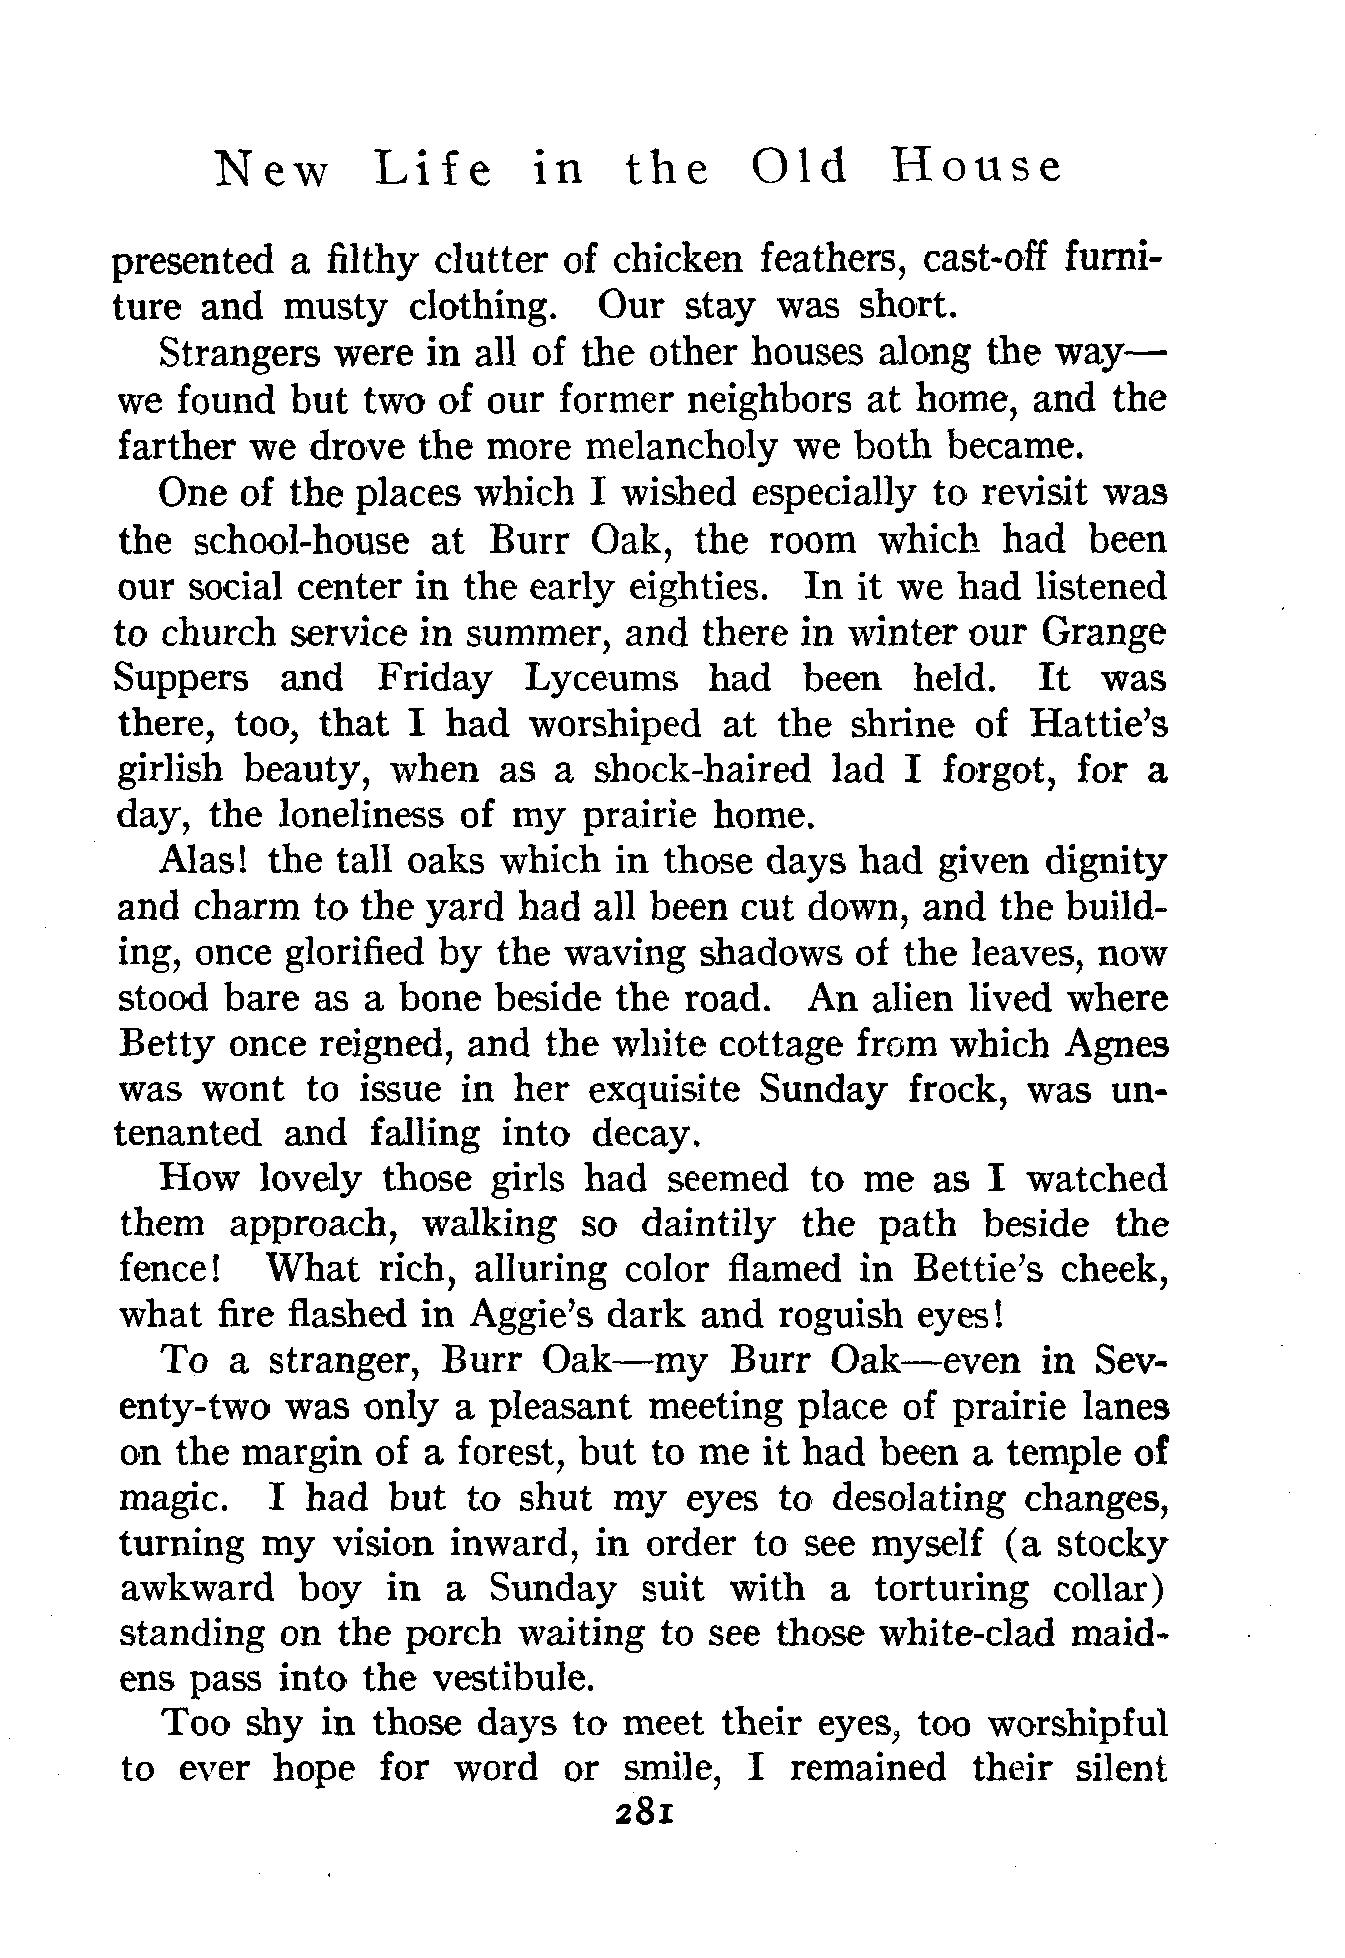 New Life in the Old House
presented a filthy clutter of chicken feathers, cast-off furni-
ture and musty clothing. Our stay was short.
Strangers were in all of the other houses along the way—
we found but two of our former neighbors at home, and the
farther we drove the more melancholy we both became.
One of the places which I wished especially to revisit was
the school-house at Burr Oak, the room which had been
our social center in the early eighties. In it we had listened
to church service in summer, and there in winter our Grange
Suppers and Friday Lyceums had been held. It was
there, too, that I had worshiped at the shrine of Hattie's
girlish beauty, when as a shock-haired lad I forgot, for a
day, the loneliness of my prairie home.
Alas! the tall oaks which in those days had given dignity
and charm to the yard had all been cut down, and the build-
ing, once glorified by the waving shadows of the leaves, now
stood bare as a bone beside the road. An alien lived where
Betty once reigned, and the white cottage from which Agnes
was wont to issue in her exquisite Sunday frock, was un-
tenanted and falling into decay.
How lovely those girls had seemed to me as I watched
them approach, walking so daintily the path beside the
fence! What rich, alluring color flamed in Bettie's cheek,
what fire flashed in Aggie's dark and roguish eyes!
To a stranger, Burr Oak—my Burr Oak—even in Sev-
enty-two was only a pleasant meeting place of prairie lanes
on the margin of a forest, but to me it had been a temple of
magic. I had but to shut my eyes to desolating changes,
turning my vision inward, in order to see myself (a stocky
awkward boy in a Sunday suit with a torturing collar)
standing on the porch waiting to see those white-clad maid-
ens pass into the vestibule.
Too shy in those days to meet their eyes, too worshipful
to ever hope for word or smile, I remained their silent
281